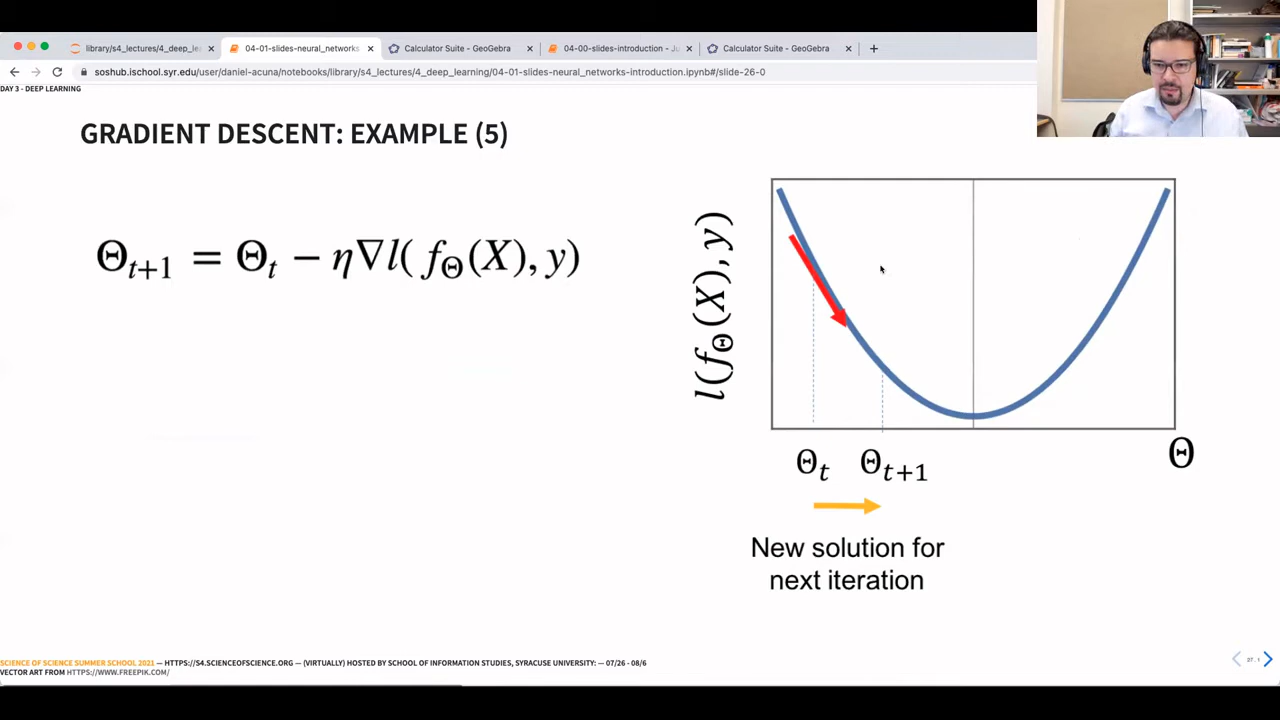 library/s4_lectures/4_deep_le
04-01-slides-neural_networks
Calculator Suite - GeoGebra
04-00-slides-introduction - Ju
Calculator Suite - GeoGebra
soshub.ischool.syr.edu/user/daniel-acuna/notebooks/library/s4_lectures/4_deep_learning/04-01-slides-neural_networks-introduction.ipynb#/slide-26-0
DAY 3 - DEEP LEARNING
GRADIENT DESCENT: EXAMPLE (5)
Θ_{t+1} = Θ_t − η∇l( f_Θ(X), y)
l(f_Θ(X), y)
Θ_t Θ_{t+1}
Θ
New solution for
next iteration
SCIENCE OF SCIENCE SUMMER SCHOOL 2021 — HTTPS://S4.SCIENCEOFSCIENCE.ORG — (VIRTUALLY) HOSTED BY SCHOOL OF INFORMATION STUDIES, SYRACUSE UNIVERSITY: — 07/26 - 08/6
VECTOR ART FROM HTTPS://WWW.FREEPIK.COM/